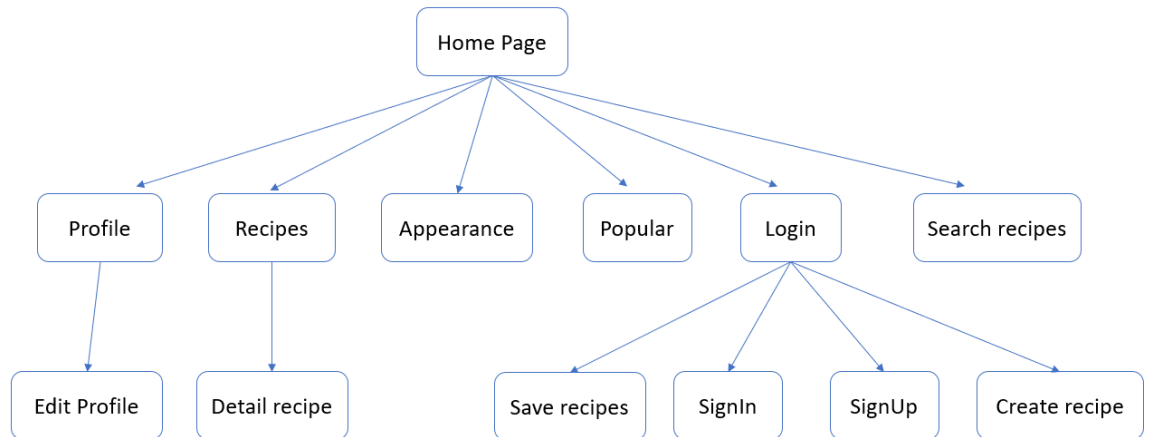 Home Page
Profile
Recipes
Appearance
Popular
Login
Search recipes
Edit Profile
Detail recipe
Save recipes
SignIn
SignUp
Create recipe